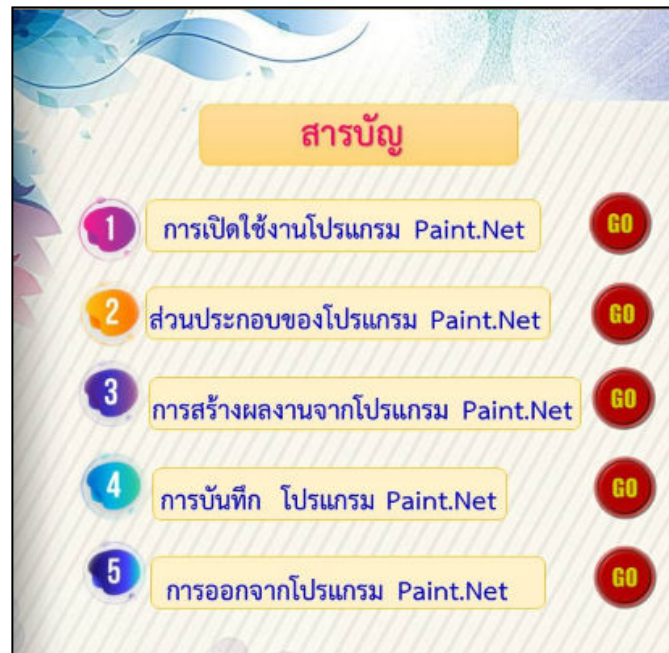 สารบัญ
1 การเปิดใช้งานโปรแกรม Paint.Net GO
2 ส่วนประกอบของโปรแกรม Paint.Net GO
3 การสร้างผลงานจากโปรแกรม Paint.Net GO
4 การบันทึก โปรแกรม Paint.Net GO
5 การออกจากโปรแกรม Paint.Net GO